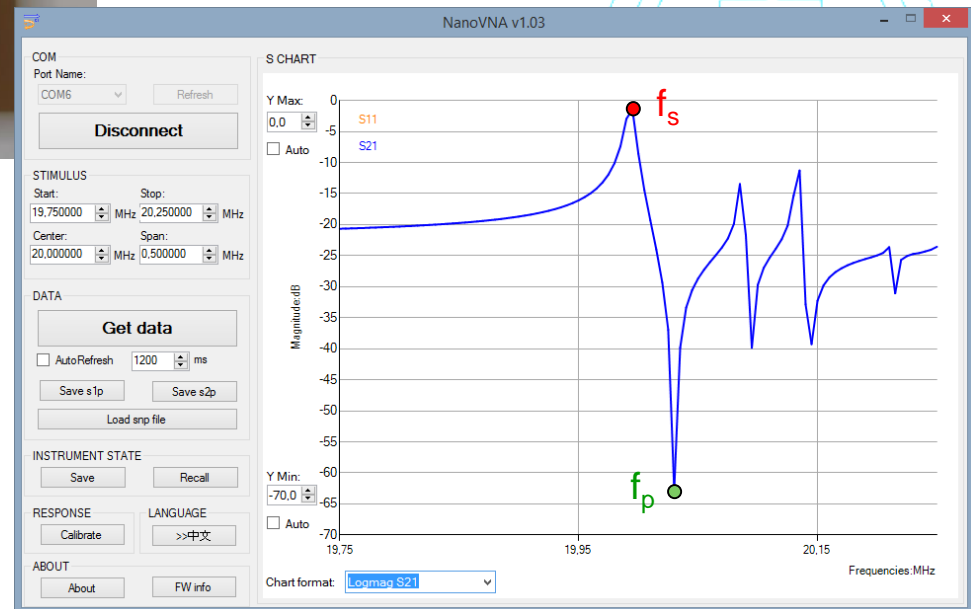 NanoVNA v1.03
COM
Port Name:
COM6
Refresh
Disconnect
STIMULUS
Start:
Stop:
19,750000 MHz 20,250000 MHz
Center:
Span:
20,000000 MHz 0,500000 MHz
DATA
Get data
AutoRefresh 1200 ms
Save s1p
Save s2p
Load snp file
INSTRUMENT STATE
Save
Recall
RESPONSE
LANGUAGE
Calibrate
>>中文
ABOUT
About
FW info
S CHART
Y Max:
0,0
Auto
S11
S21
fs
fp
0
-5
-10
-15
-20
-25
-30
-35
-40
-45
-50
-55
-60
-65
-70
Magnitude:dB
Y Min:
-70,0
Auto
19,75
19,95
20,15
Frequencies:MHz
Chart format: Logmag S21